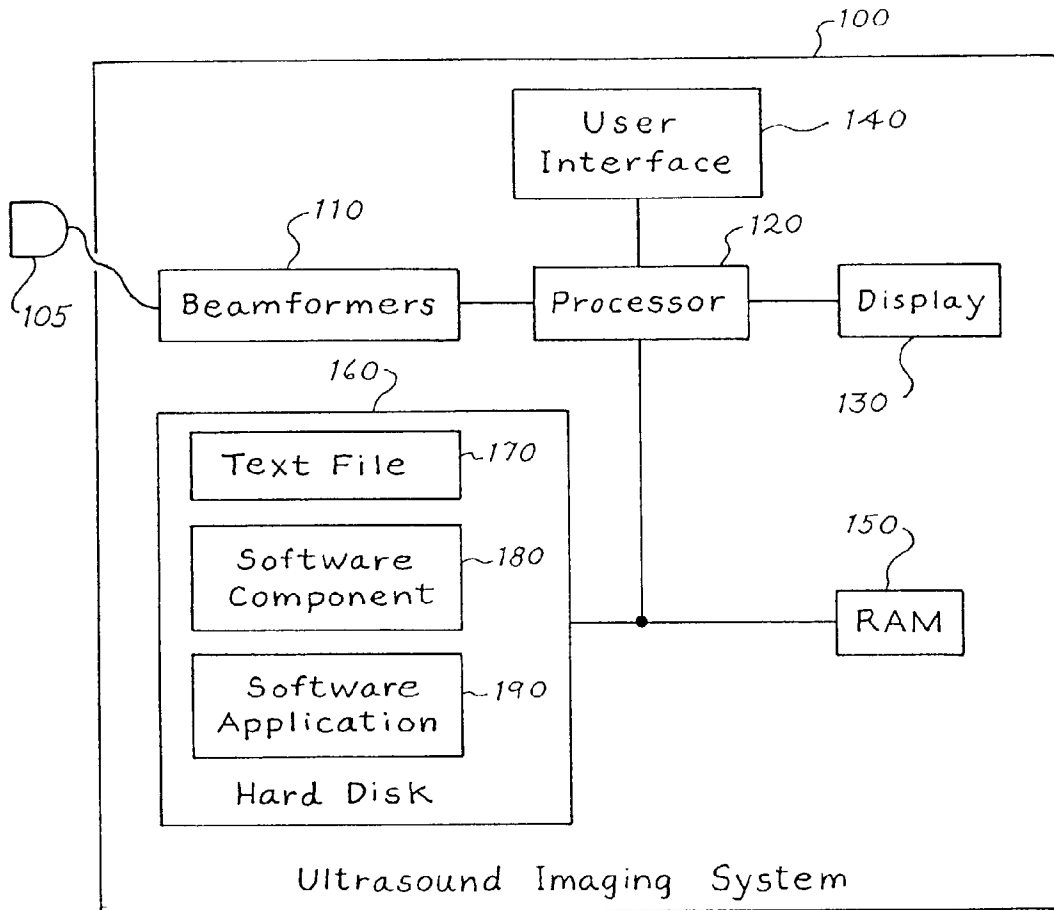 100
User
Interface
140
110
120
105
Beamformers
Processor
Display
130
160
Text File
170
Software
Component
180
150
RAM
Software
Application
190
Hard Disk
Ultrasound Imaging System